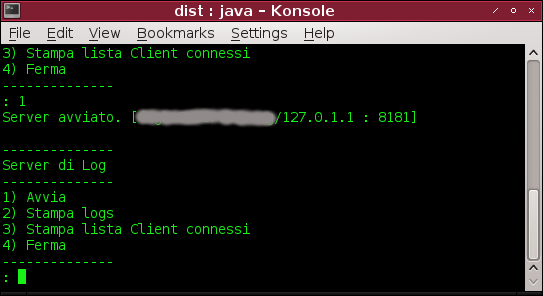 dist : java - Konsole
File Edit View Bookmarks Settings Help
3) Stampa lista Client connessi
4) Ferma
--------------
: 1
Server avviato. [/127.0.1.1 : 8181]
--------------
Server di Log
--------------
1) Avvia
2) Stampa logs
3) Stampa lista Client connessi
4) Ferma
--------------
: